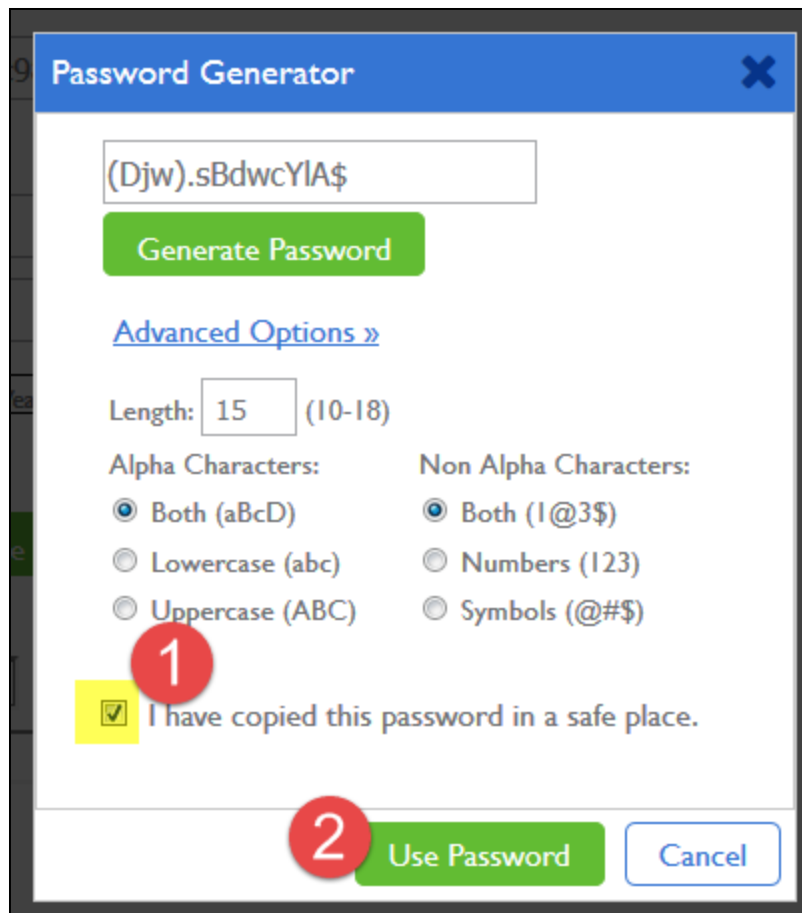 Password Generator
(Djw).sBdwcYlA$
Generate Password
Advanced Options »
Length: 15 (10-18)
Alpha Characters: Non Alpha Characters:
Both (aBcD) Both (1@3$)
Lowercase (abc) Numbers (123)
Uppercase (ABC) Symbols (@#$)
1
I have copied this password in a safe place.
2
Use Password Cancel